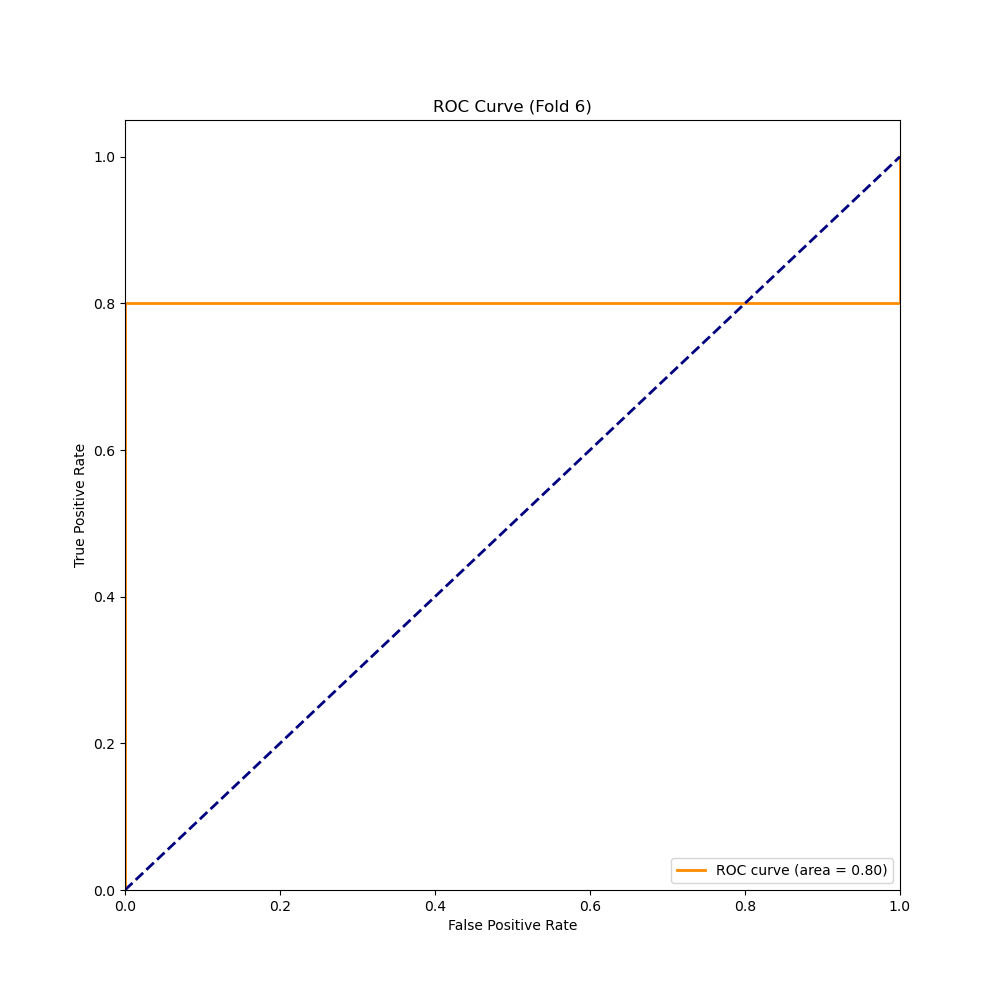 ROC Curve (Fold 6)
1.0
0.8
0.6
0.4
0.2
0.0
True Positive Rate
0.0 0.2 0.4 0.6 0.8 1.0
False Positive Rate
ROC curve (area = 0.80)